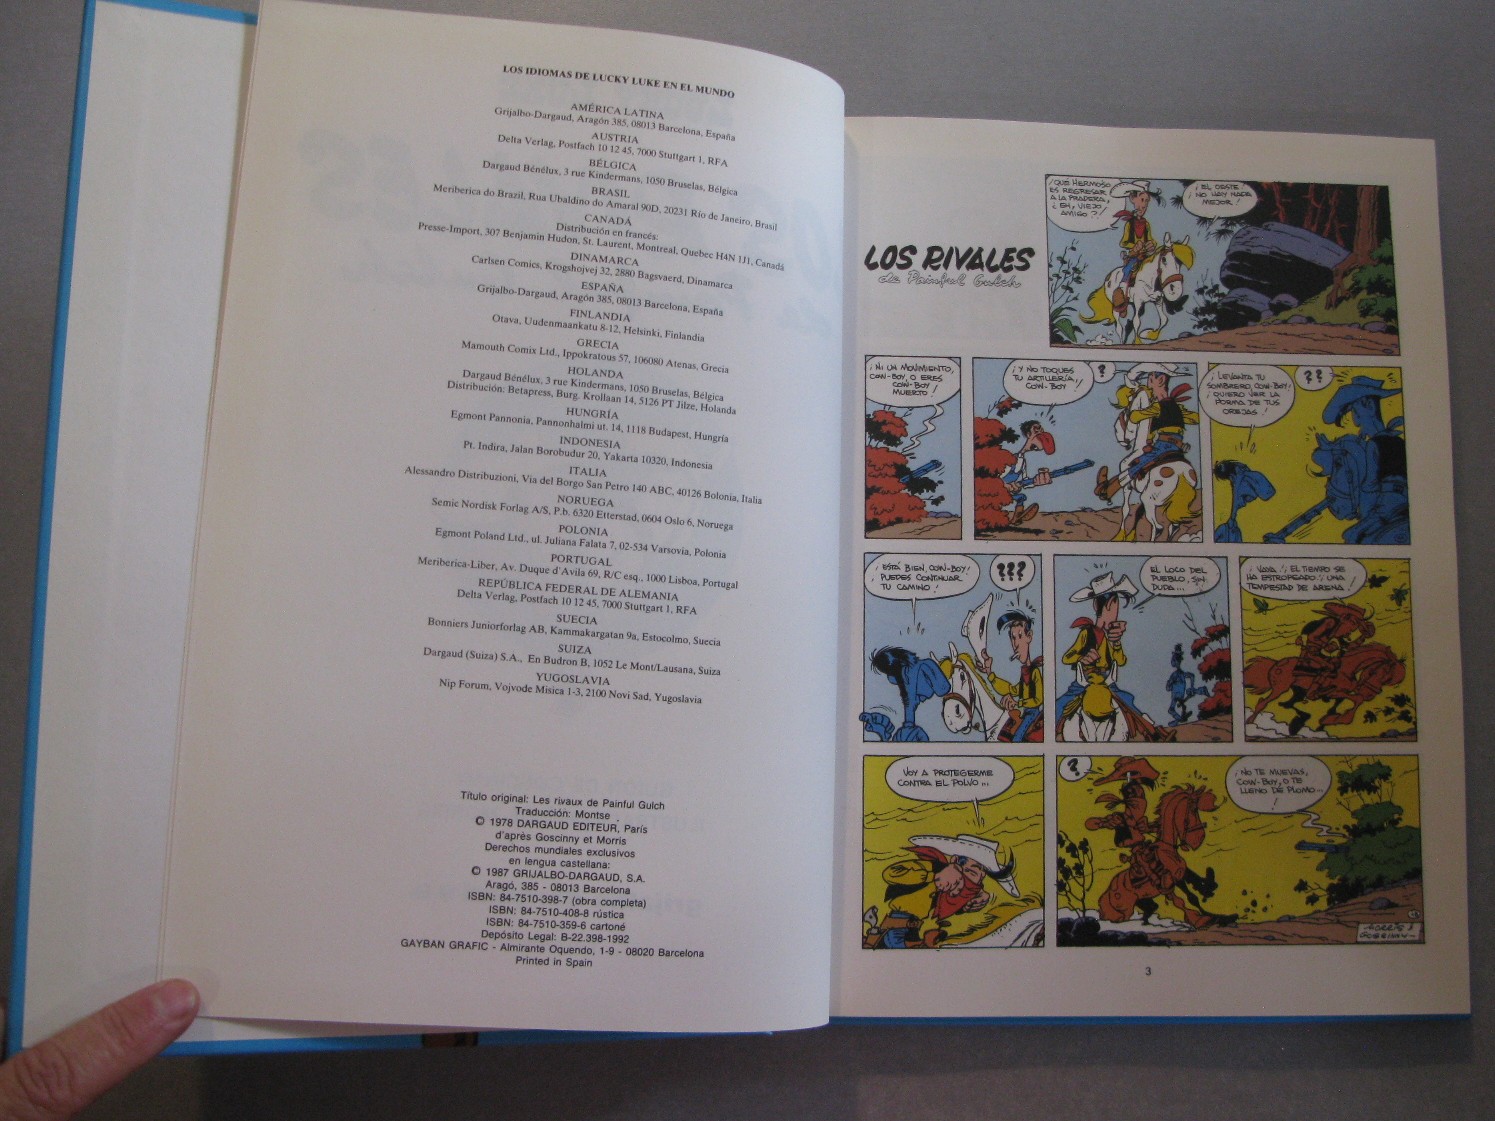 LOS IDIOMAS DE LUCKY LUKE EN EL MUNDO
AMÉRICA LATINA
Grijalbo-Dargaud, Aragón 385, 08013 Barcelona, España
AUSTRIA
Delta Verlag, Postfach 10 12 45, 7000 Stuttgart 1, RFA
BÉLGICA
Dargaud Bénélux, 3 rue Kindermans, 1050 Bruselas, Bélgica
BRASIL
Meriberica do Brazil, Rua Ubaldino do Amaral 90D, 20231 Río de Janeiro, Brasil
CANADÁ
Distribución en francés:
Presse-Import, 307 Benjamin Hudon, St. Laurent, Montreal, Quebec H4N 1J1, Canadá
DINAMARCA
Carlsen Comics, Krogshojvej 32, 2880 Bagsvaerd, Dinamarca
ESPAÑA
Grijalbo-Dargaud, Aragón 385, 08013 Barcelona, España
FINLANDIA
Otava, Uudenmaankatu 8-12, Helsinki, Finlandia
GRECIA
Mamouth Comix Ltd., Ippokratous 57, 106080 Atenas, Grecia
HOLANDA
Dargaud Bénélux, 3 rue Kindermans, 1050 Bruselas, Bélgica
Distribución: Betapress, Burg. Krollaan 14, 5126 PT Jilze, Holanda
HUNGRÍA
Egmont Pannonia, Pannonhalmi ut. 14, 1118 Budapest, Hungría
INDONESIA
Pt. Indira, Jalan Borobudur 20, Yakarta 10320, Indonesia
ITALIA
Alessandro Distribuzioni, Via del Borgo San Petro 140 ABC, 40126 Bolonia, Italia
NORUEGA
Semic Nordisk Forlag A/S, P.b. 6320 Etterstad, 0604 Oslo 6, Noruega
POLONIA
Egmont Poland Ltd., ul. Juliana Falata 7, 02-534 Varsovia, Polonia
PORTUGAL
Meribérica-Liber, Av. Duque d'Avila 69, R/C esq., 1000 Lisboa, Portugal
REPÚBLICA FEDERAL DE ALEMANIA
Delta Verlag, Postfach 10 12 45, 7000 Stuttgart 1, RFA
SUECIA
Bonniers Juniorforlag AB, Kammakargatan 9a, Estocolmo, Suecia
SUIZA
Dargaud (Suiza) S.A., En Budron B, 1052 Le Mont/Lausana, Suiza
YUGOSLAVIA
Nip Forum, Vojvode Misica 1-3, 2100 Novi Sad, Yugoslavia
Título original: Les rivaux de Painful Gulch
Traducción: Montse
© 1978 DARGAUD EDITEUR, París
d'après Goscinny et Morris
Derechos mundiales exclusivos
en lengua castellana:
© 1987 GRIJALBO-DARGAUD, S.A.
Aragó, 385 - 08013 Barcelona
ISBN: 84-7510-398-7 (obra completa)
ISBN: 84-7510-408-8 rústica
ISBN: 84-7510-359-6 cartoné
Depósito Legal: B-22.398-1992
GAYBAN GRAFIC - Almirante Oquendo, 1-9 - 08020 Barcelona
Printed in Spain
LOS RIVALES
de Painful Gulch
¡QUÉ HERMOSO
ES REGRESAR
A LA PRADERA,
¿EH, VIEJO
AMIGO?!
¡EL OESTE!
¡NO HAY NADA
MEJOR!
¡NI UN MOVIMIENTO,
COW-BOY, O ERES
COW-BOY
MUERTO!
¡Y NO TOQUES
TU ARTILLERÍA,
COW-BOY!
?
¡LEVANTA TU
SOMBRERO, COW-BOY!
¡QUIERO VER LA
FORMA DE TUS
OREJAS!
??
¡ESTÁ BIEN, COW-BOY!
¡PUEDES CONTINUAR
TU CAMINO!
???
EL LOCO DEL
PUEBLO, SIN
DUDA...
¡VAYA! ¡EL TIEMPO SE
HA ESTROPEADO! ¡UNA
TEMPESTAD DE ARENA!
VOY A PROTEGERME
CONTRA EL POLVO...
?
¡NO TE MUEVAS,
COW-BOY, O TE
LLENO DE PLOMO...
!
MORRIS &
GOSCINNY
3